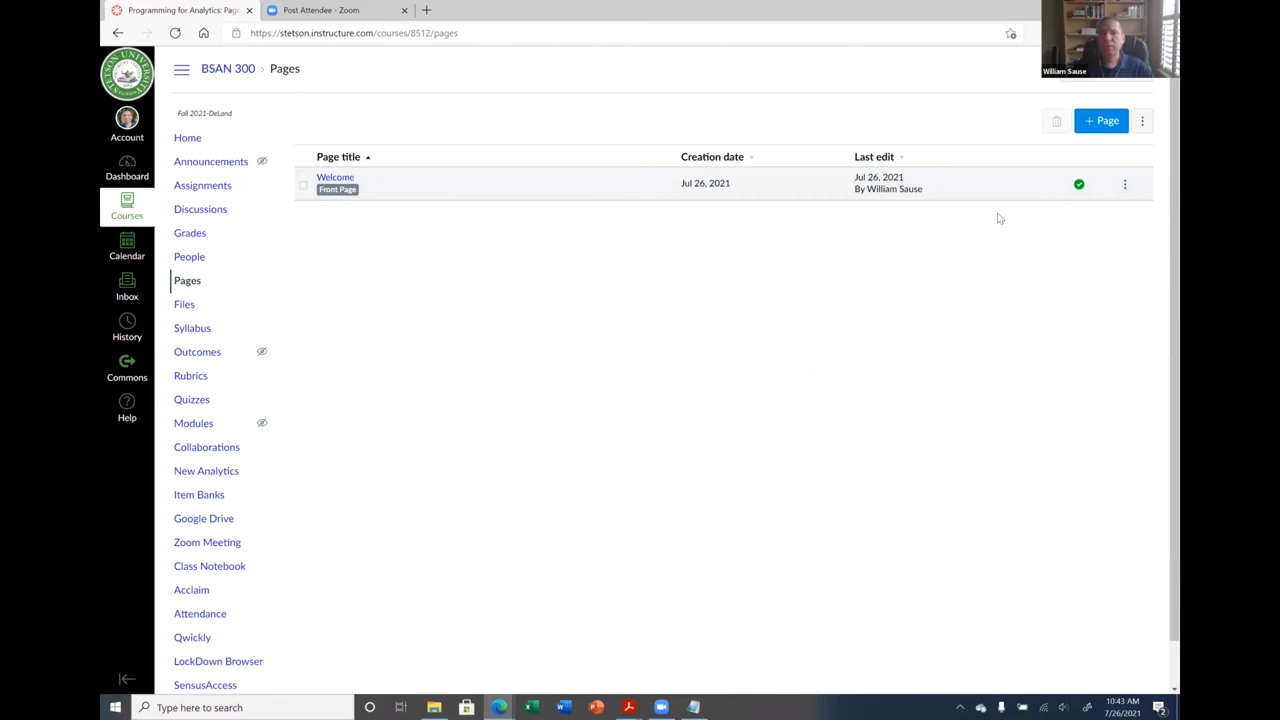 Programming for Analytics: Page
Post Attendee - Zoom
https://stetson.instructure.com/courses/8512/pages
William Sause
BSAN 300 › Pages
Fall 2021-DeLand
Account
Dashboard
Courses
Calendar
Inbox
History
Commons
Help
Home
Announcements
Assignments
Discussions
Grades
People
Pages
Files
Syllabus
Outcomes
Rubrics
Quizzes
Modules
Collaborations
New Analytics
Item Banks
Google Drive
Zoom Meeting
Class Notebook
Acclaim
Attendance
Qwickly
LockDown Browser
SensusAccess
+ Page
Page title Creation date Last edit
Welcome
Front Page
Jul 26, 2021
Jul 26, 2021
By William Sause
Type here to search
10:43 AM
7/26/2021
2